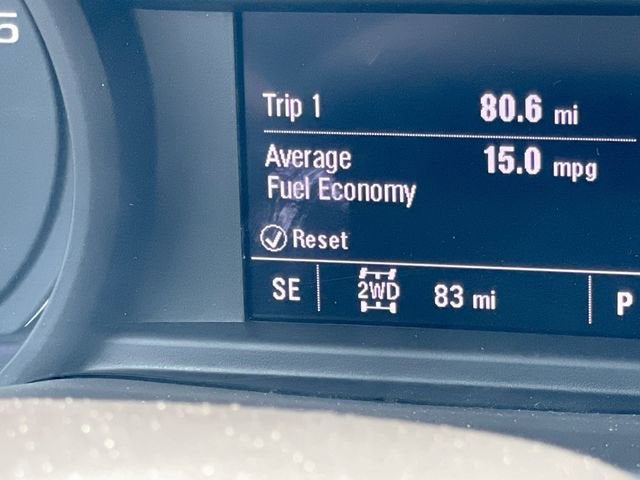 Trip 1 80.6 mi
Average 15.0 mpg
Fuel Economy
Reset
SE 2WD 83 mi P